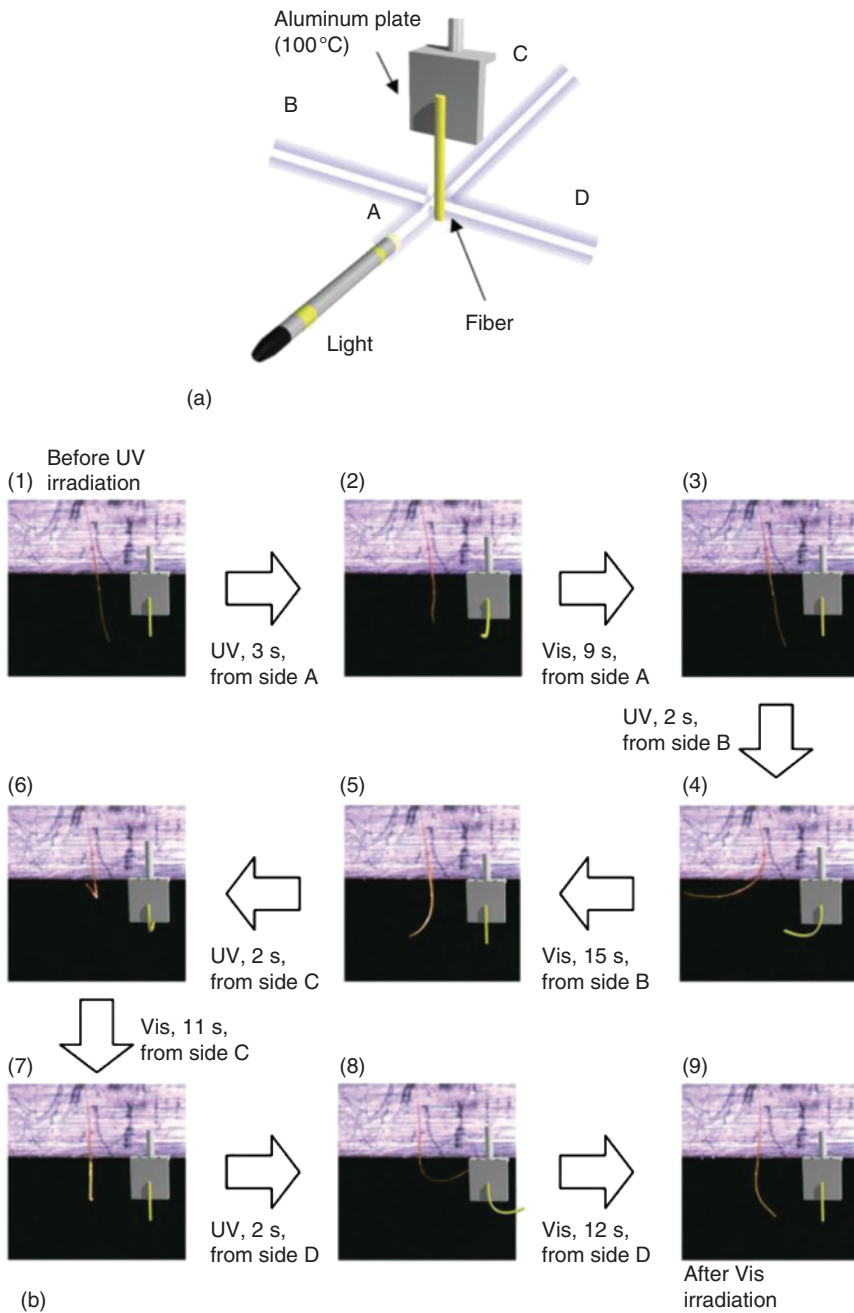 Aluminum plate
(100 °C)
C
B
D
A
Fiber
Light
(a)
Before UV
irradiation
(1)
(2)
(3)
UV, 3 s,
from side A
Vis, 9 s,
from side A
UV, 2 s,
from side B
(6)
(5)
(4)
UV, 2 s,
from side C
Vis, 15 s,
from side B
Vis, 11 s,
from side C
(7)
(8)
(9)
UV, 2 s,
from side D
Vis, 12 s,
from side D
After Vis
irradiation
(b)